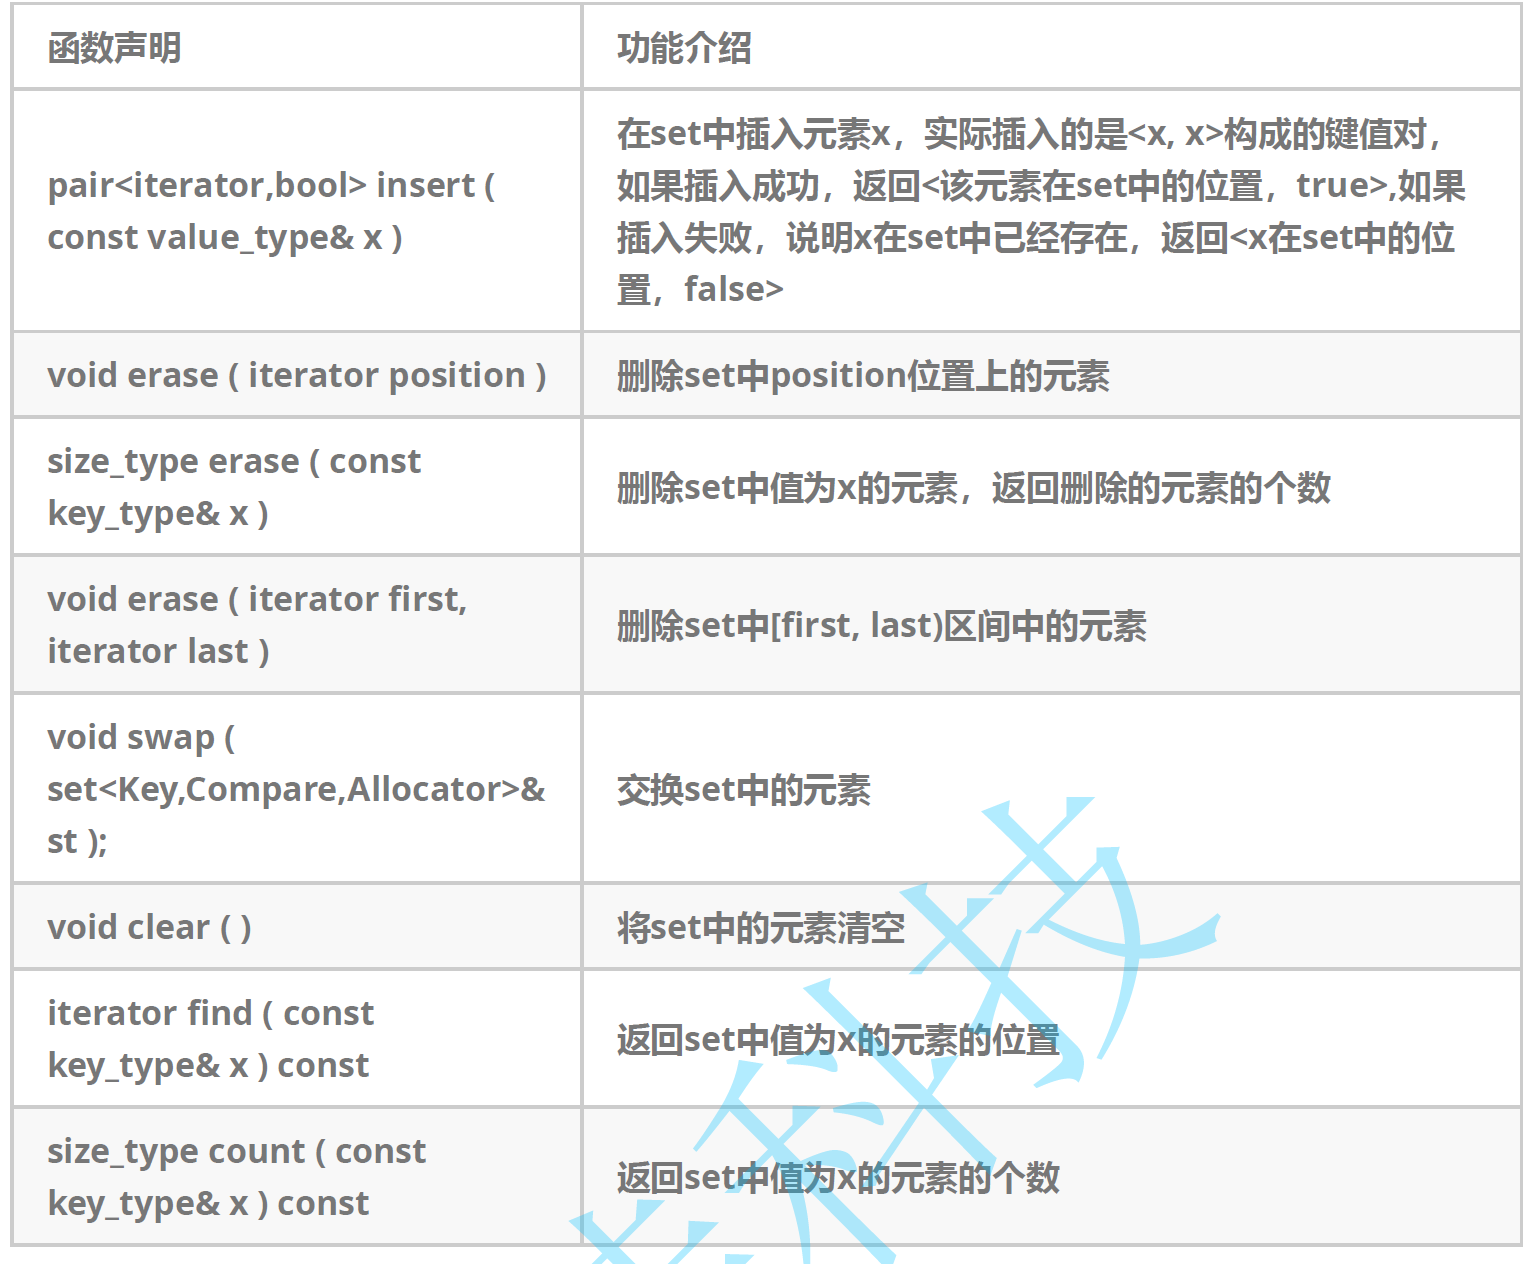 函数声明
功能介绍
pair<iterator,bool> insert (
const value_type& x )
在set中插入元素x，实际插入的是<x, x>构成的键值对，
如果插入成功，返回<该元素在set中的位置，true>,如果
插入失败，说明x在set中已经存在，返回<x在set中的位
置，false>
void erase ( iterator position )
删除set中position位置上的元素
size_type erase ( const
key_type& x )
删除set中值为x的元素，返回删除的元素的个数
void erase ( iterator first,
iterator last )
删除set中[first, last)区间中的元素
void swap (
set<Key,Compare,Allocator>&
st );
交换set中的元素
void clear ( )
将set中的元素清空
iterator find ( const
key_type& x ) const
返回set中值为x的元素的位置
size_type count ( const
key_type& x ) const
返回set中值为x的元素的个数
科技